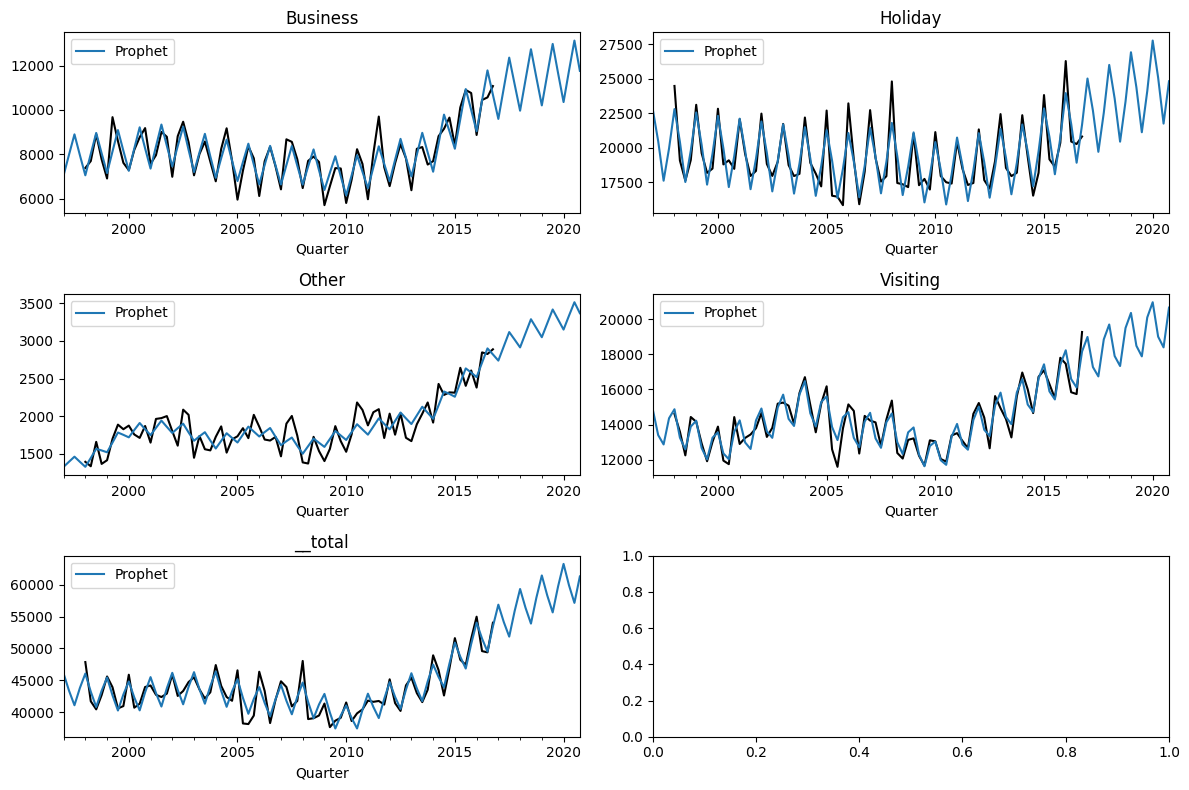 Business
Prophet
12000
10000
8000
6000
2000 2005 2010 2015 2020
Quarter
Holiday
Prophet
27500
25000
22500
20000
17500
2000 2005 2010 2015 2020
Quarter
Other
Prophet
3500
3000
2500
2000
1500
2000 2005 2010 2015 2020
Quarter
Visiting
Prophet
20000
18000
16000
14000
12000
2000 2005 2010 2015 2020
Quarter
__total
Prophet
60000
55000
50000
45000
40000
2000 2005 2010 2015 2020
Quarter
1.0
0.8
0.6
0.4
0.2
0.0
0.0 0.2 0.4 0.6 0.8 1.0